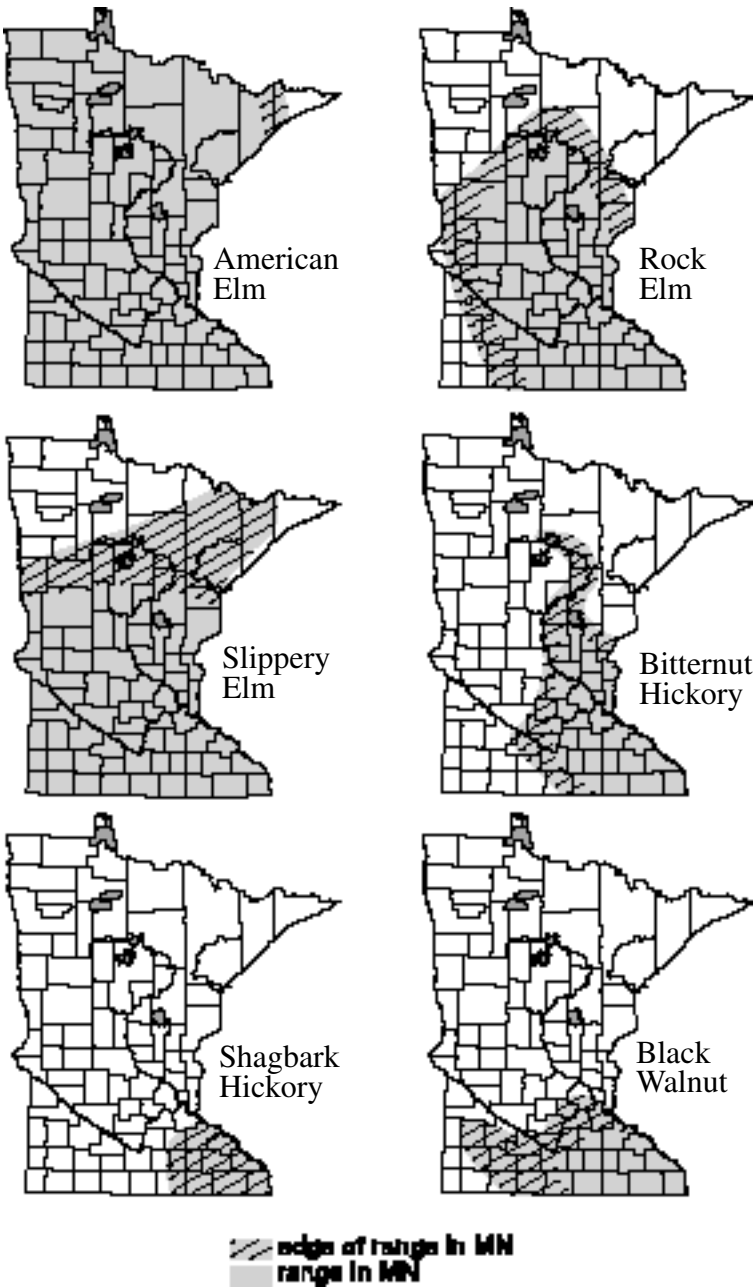 American
Elm
Rock
Elm
Slippery
Elm
Bitternut
Hickory
Shagbark
Hickory
Black
Walnut
edge of range in MN
range in MN